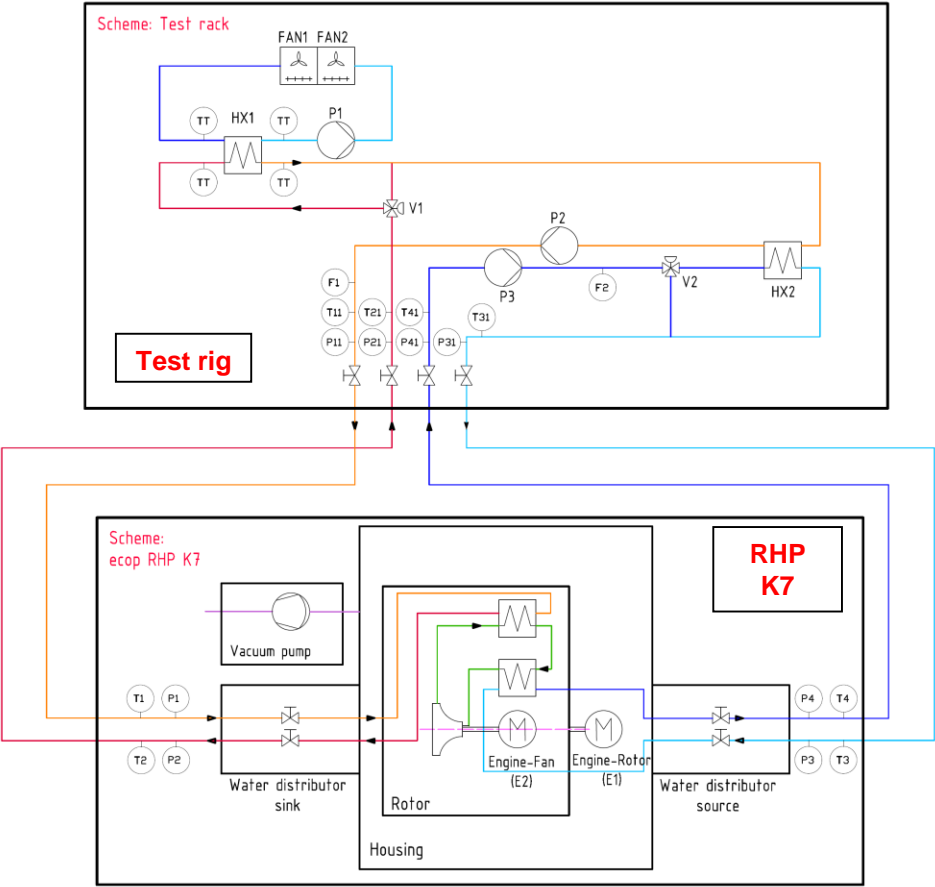 Scheme: Test rack
FAN1 FAN2
P1
HX1
TT
TT
TT
TT
V1
P2
P3
F2
V2
HX2
F1
T11
T21
T41
T31
P11
P21
P41
P31
Test rig
Scheme:
ecop RHP K7
RHP
K7
Vacuum pump
T1
P1
T2
P2
P4
T4
P3
T3
M
M
Engine-Fan
(E2)
Engine-Rotor
(E1)
Water distributor
sink
Water distributor
source
Rotor
Housing